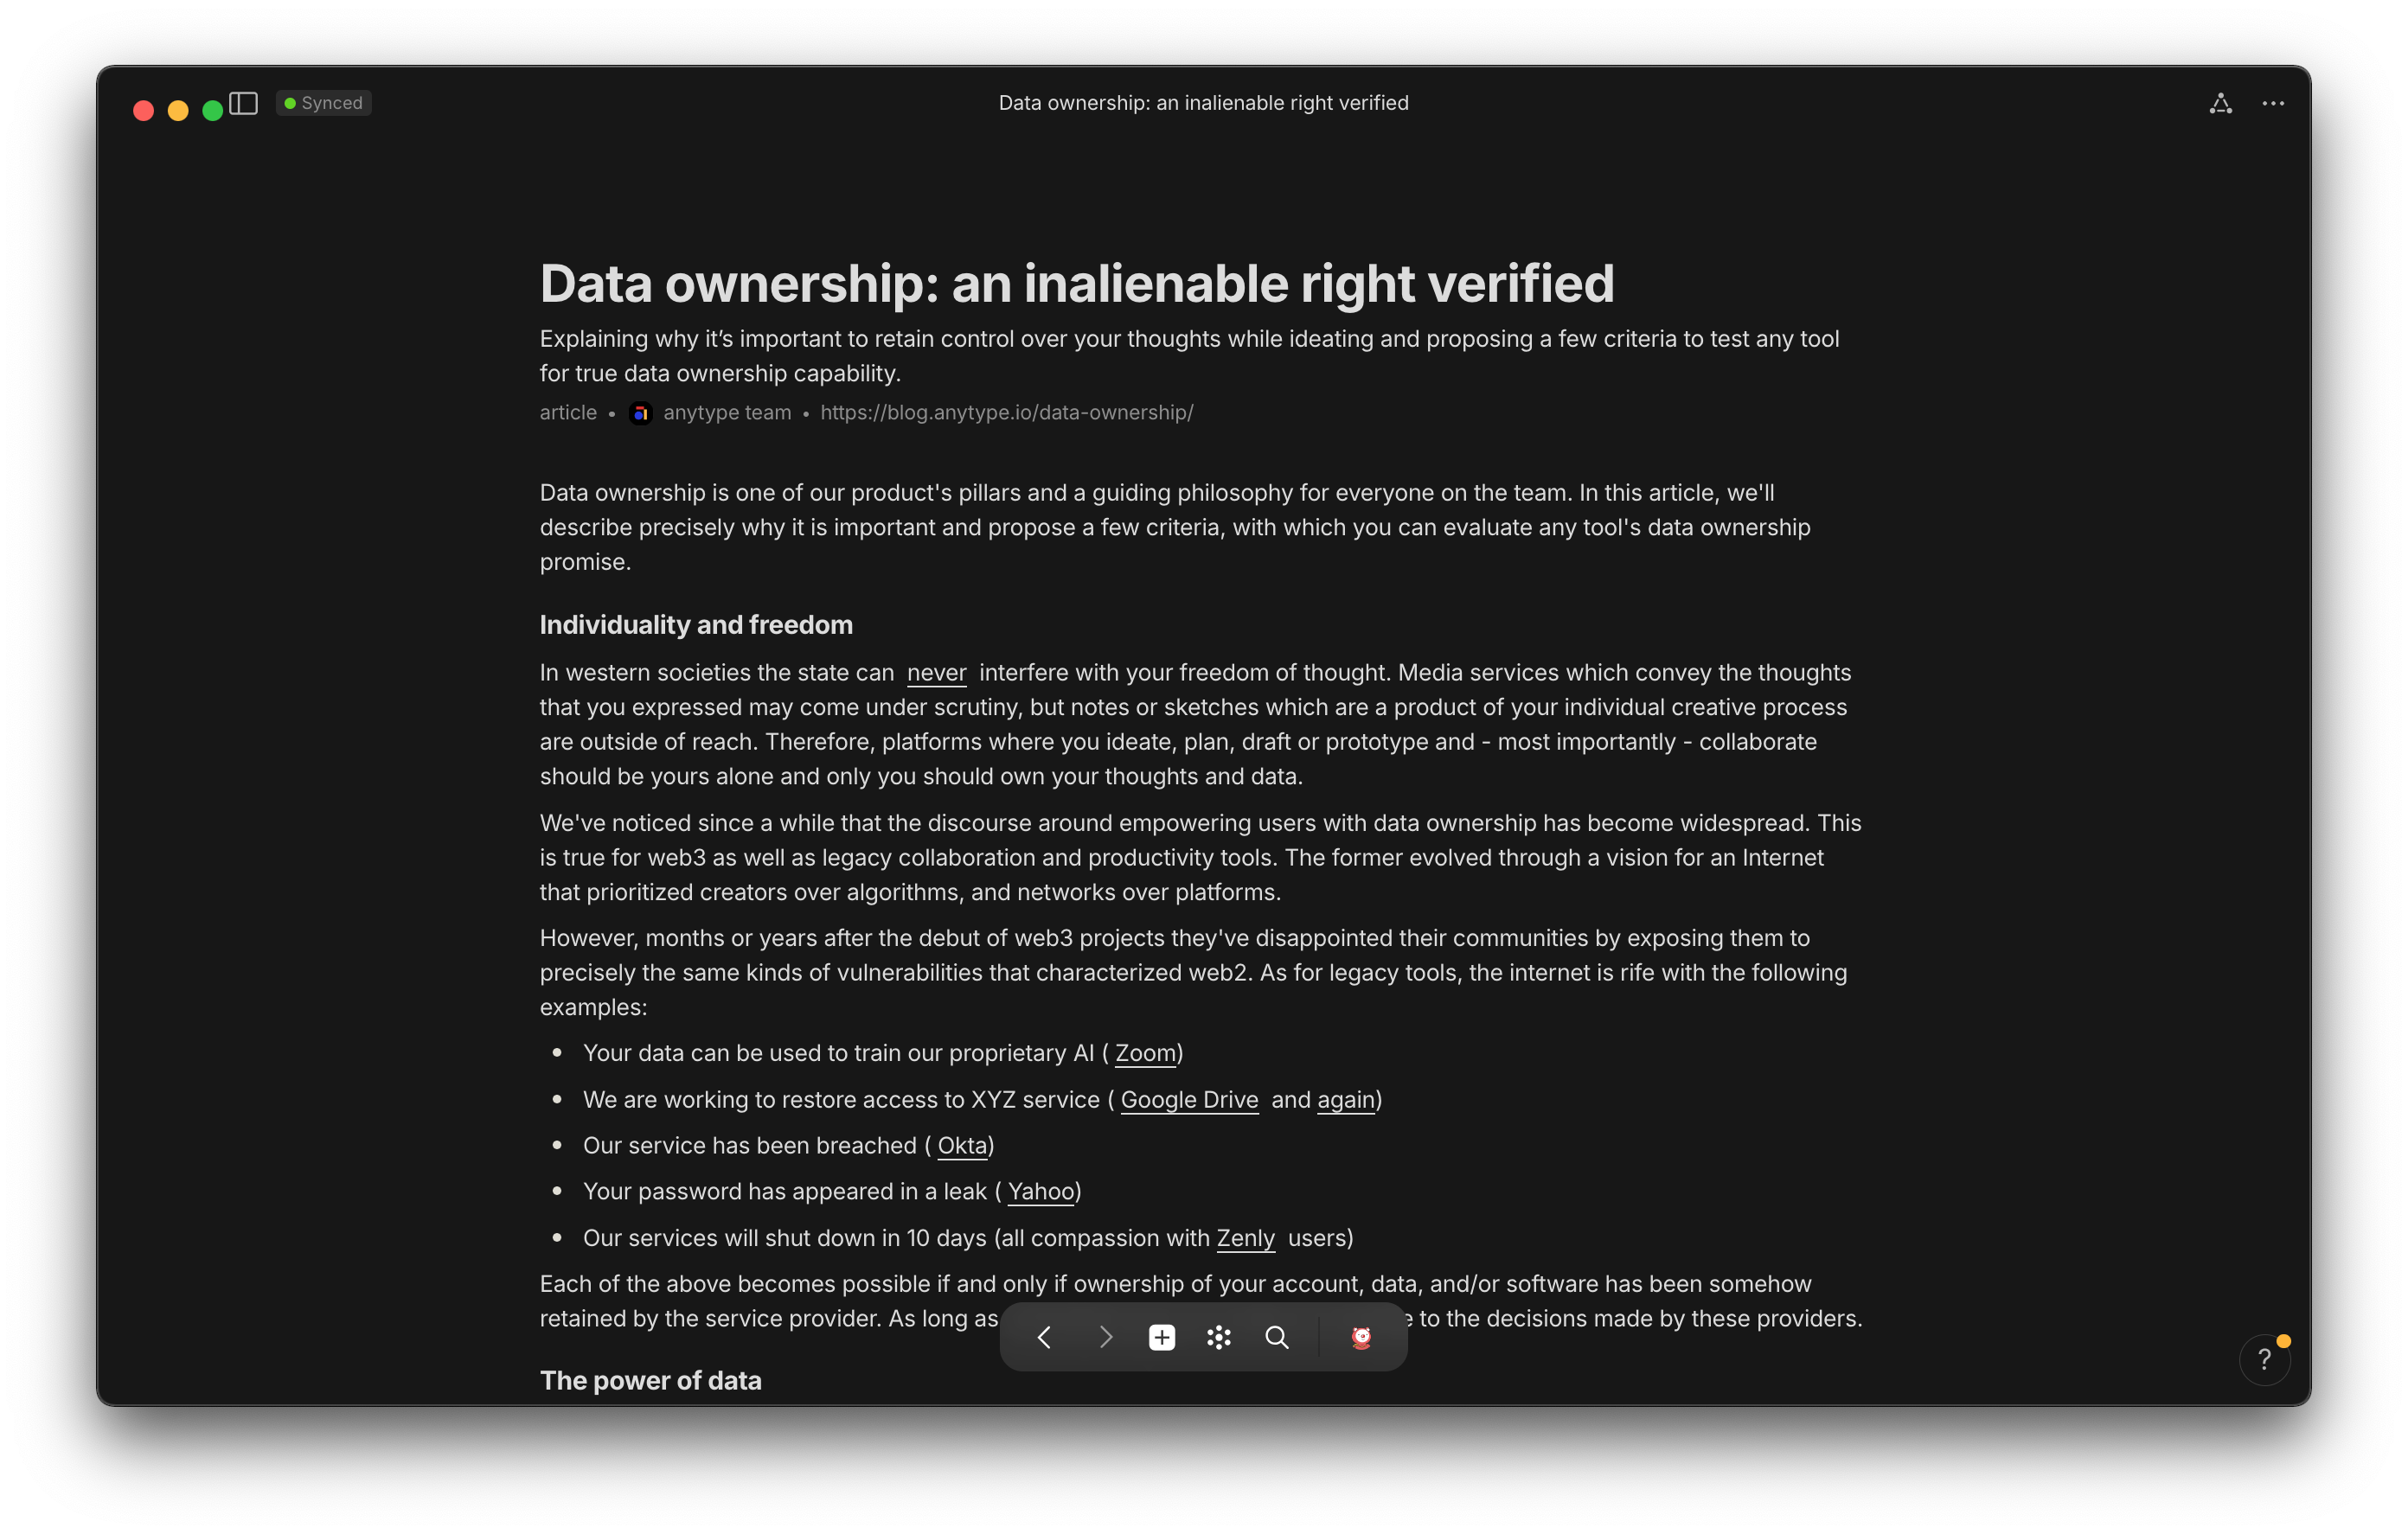 Synced
Data ownership: an inalienable right verified
Data ownership: an inalienable right verified
Explaining why it’s important to retain control over your thoughts while ideating and proposing a few criteria to test any tool
for true data ownership capability.
article • anytype team • https://blog.anytype.io/data-ownership/
Data ownership is one of our product's pillars and a guiding philosophy for everyone on the team. In this article, we'll
describe precisely why it is important and propose a few criteria, with which you can evaluate any tool's data ownership
promise.
Individuality and freedom
In western societies the state can never interfere with your freedom of thought. Media services which convey the thoughts
that you expressed may come under scrutiny, but notes or sketches which are a product of your individual creative process
are outside of reach. Therefore, platforms where you ideate, plan, draft or prototype and - most importantly - collaborate
should be yours alone and only you should own your thoughts and data.
We've noticed since a while that the discourse around empowering users with data ownership has become widespread. This
is true for web3 as well as legacy collaboration and productivity tools. The former evolved through a vision for an Internet
that prioritized creators over algorithms, and networks over platforms.
However, months or years after the debut of web3 projects they've disappointed their communities by exposing them to
precisely the same kinds of vulnerabilities that characterized web2. As for legacy tools, the internet is rife with the following
examples:
• Your data can be used to train our proprietary AI ( Zoom)
• We are working to restore access to XYZ service ( Google Drive and again)
• Our service has been breached ( Okta)
• Your password has appeared in a leak ( Yahoo)
• Our services will shut down in 10 days (all compassion with Zenly users)
Each of the above becomes possible if and only if ownership of your account, data, and/or software has been somehow
retained by the service provider. As long as to the decisions made by these providers.
The power of data
?